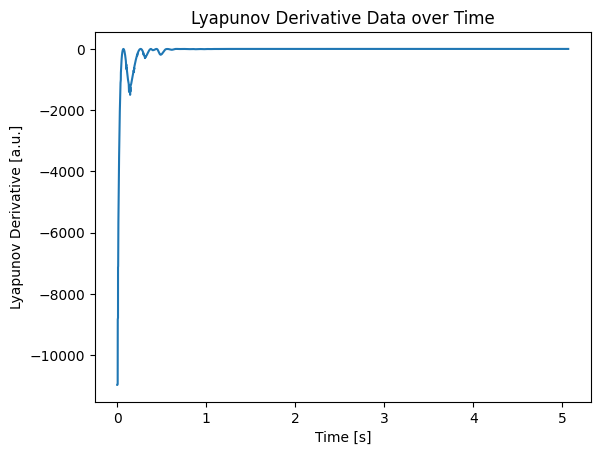 Lyapunov Derivative Data over Time
Lyapunov Derivative [a.u.]
0
−2000
−4000
−6000
−8000
−10000
0 1 2 3 4 5
Time [s]